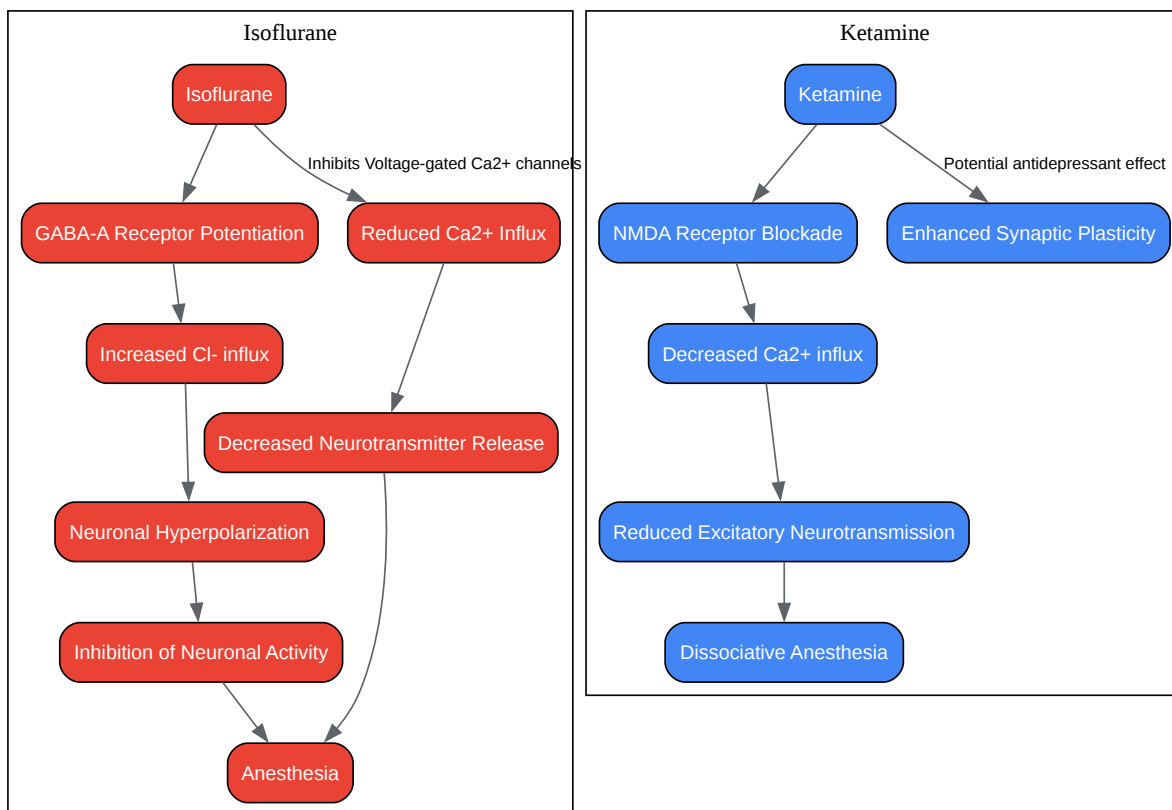 Isoflurane
Isoflurane
Inhibits Voltage-gated Ca2+ channels
GABA-A Receptor Potentiation
Reduced Ca2+ Influx
Increased Cl- influx
Decreased Neurotransmitter Release
Neuronal Hyperpolarization
Inhibition of Neuronal Activity
Anesthesia
Ketamine
Ketamine
Potential antidepressant effect
NMDA Receptor Blockade
Enhanced Synaptic Plasticity
Decreased Ca2+ influx
Reduced Excitatory Neurotransmission
Dissociative Anesthesia